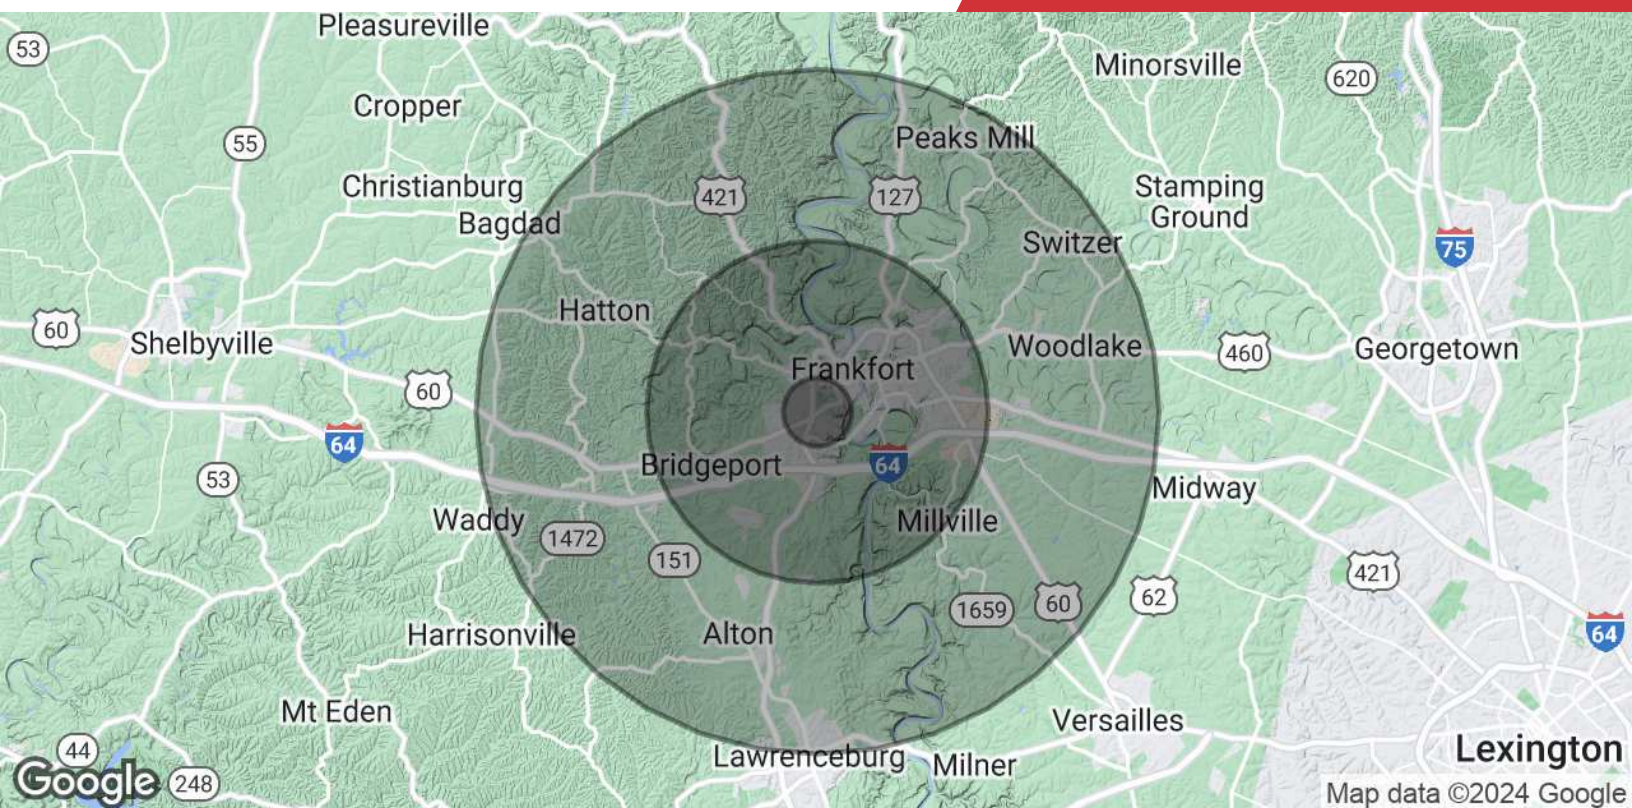 Pleasureville
53
Minorsville
620
Cropper
Peaks Mill
55
Christianburg
421
127
Stamping
Ground
Bagdad
Switzer
75
Hatton
60
Shelbyville
Woodlake
460
Georgetown
Frankfort
60
64
Bridgeport
64
53
Midway
Waddy
1472
Millville
151
421
1659
60
62
Harrisonville
Alton
64
Mt Eden
Versailles
44
Lawrenceburg
Milner
Lexington
Google
248
Map data ©2024 Google